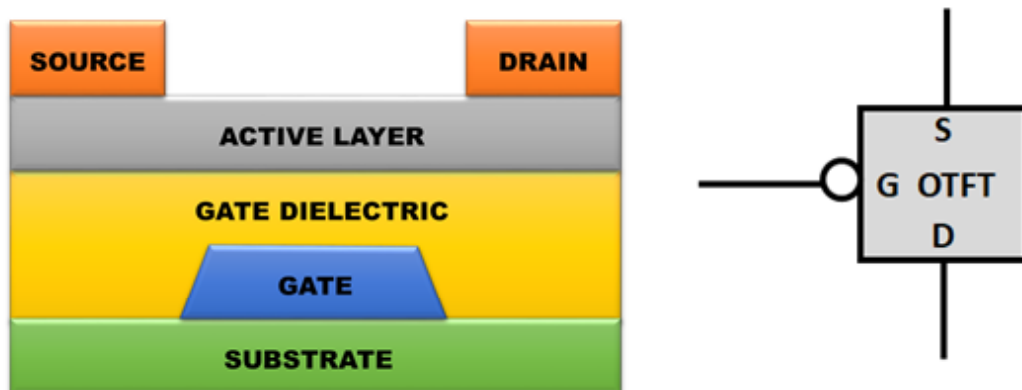 SOURCE
DRAIN
ACTIVE LAYER
GATE DIELECTRIC
GATE
SUBSTRATE
S
G OTFT
D